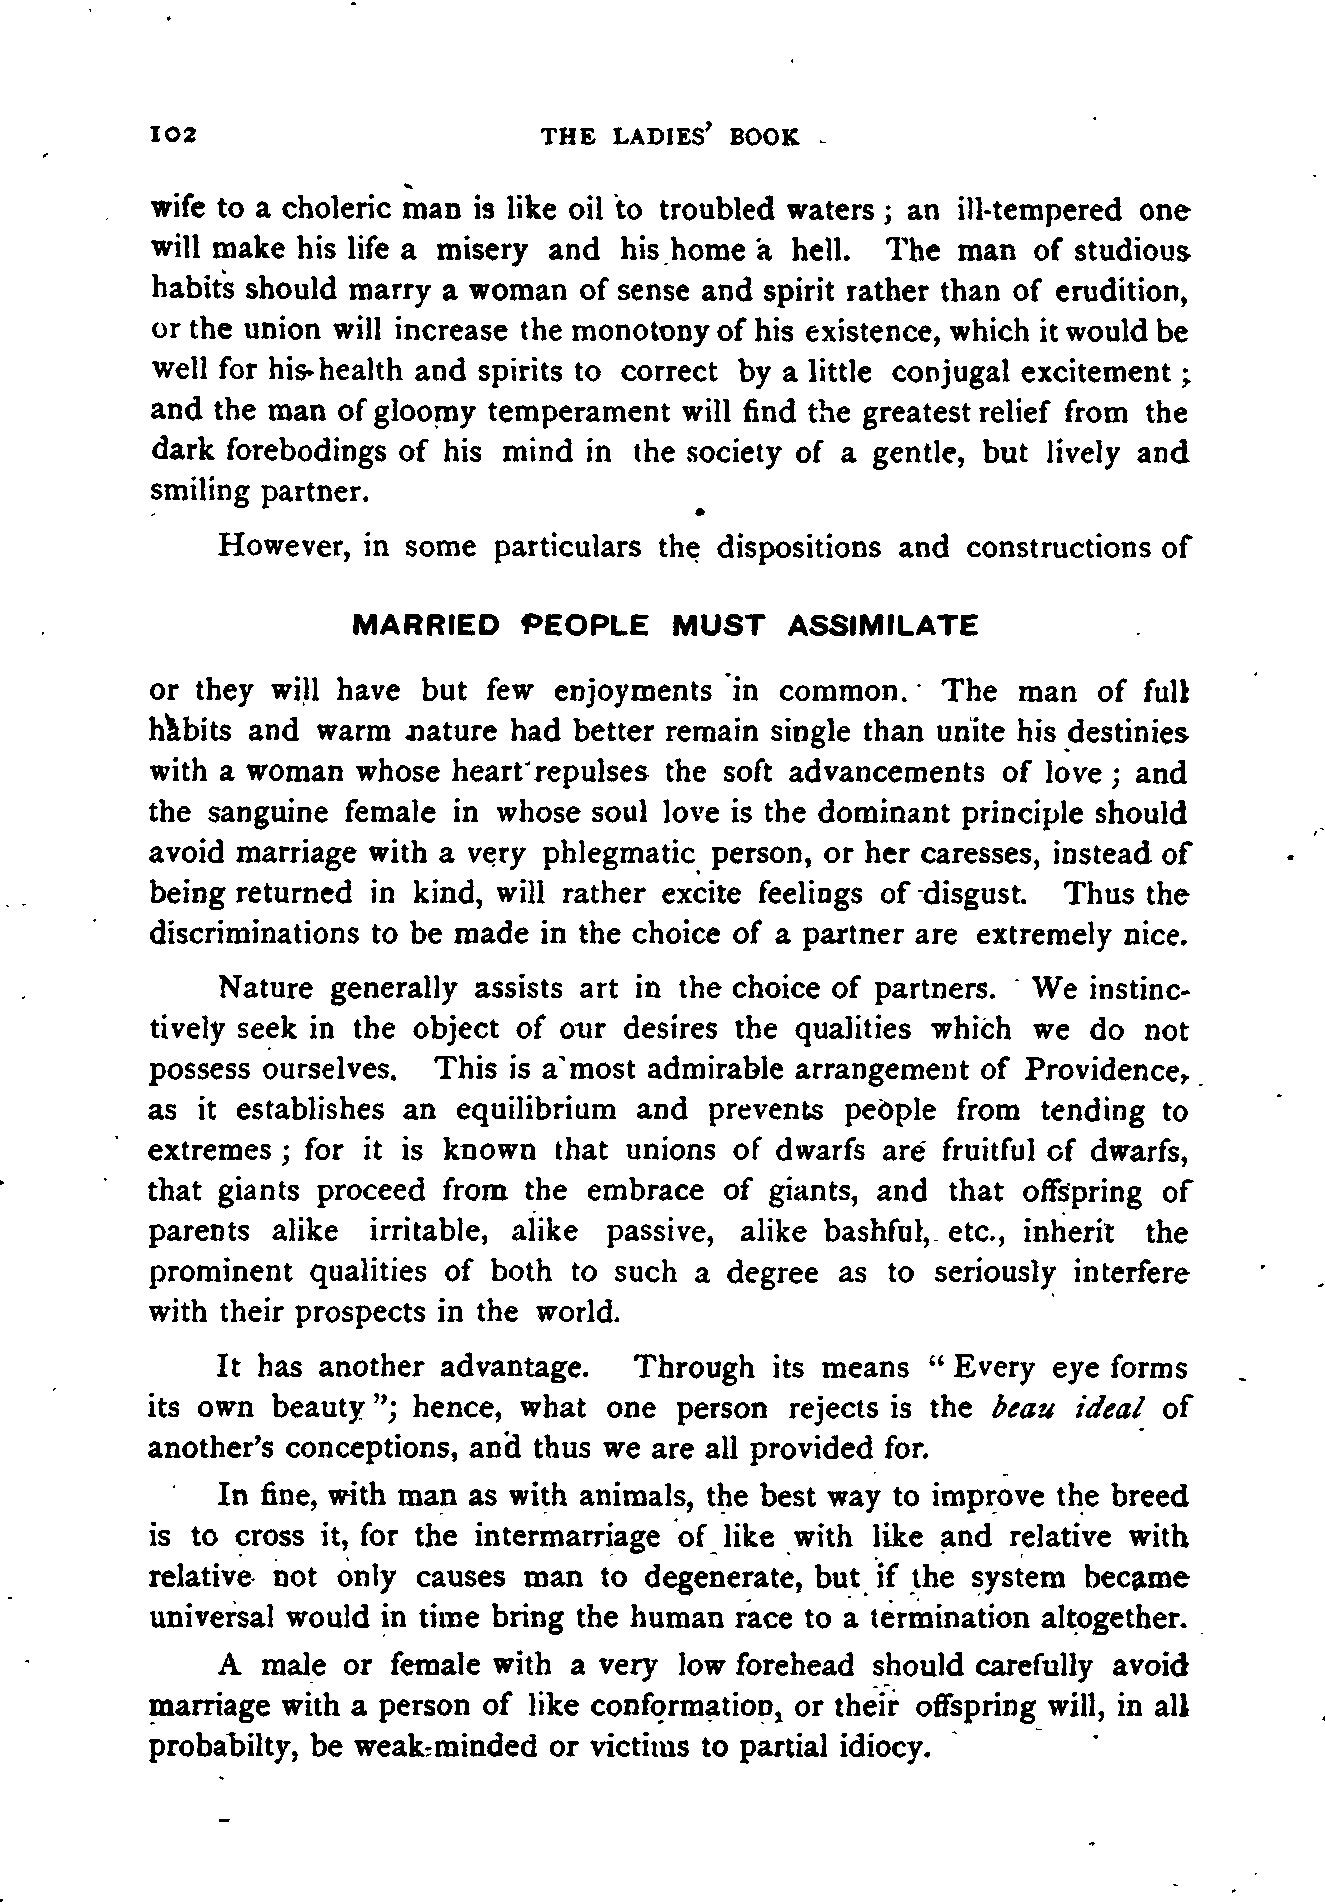 102 THE LADIES' BOOK
wife to a choleric man is like oil to troubled waters ; an ill-tempered one
will make his life a misery and his home a hell. The man of studious
habits should marry a woman of sense and spirit rather than of erudition,
or the union will increase the monotony of his existence, which it would be
well for his health and spirits to correct by a little conjugal excitement ;
and the man of gloomy temperament will find the greatest relief from the
dark forebodings of his mind in the society of a gentle, but lively and
smiling partner.
However, in some particulars the dispositions and constructions of
MARRIED PEOPLE MUST ASSIMILATE
or they will have but few enjoyments in common. The man of full
habits and warm nature had better remain single than unite his destinies
with a woman whose heart repulses the soft advancements of love ; and
the sanguine female in whose soul love is the dominant principle should
avoid marriage with a very phlegmatic person, or her caresses, instead of
being returned in kind, will rather excite feelings of disgust. Thus the
discriminations to be made in the choice of a partner are extremely nice.
Nature generally assists art in the choice of partners. We instinc-
tively seek in the object of our desires the qualities which we do not
possess ourselves. This is a most admirable arrangement of Providence,
as it establishes an equilibrium and prevents people from tending to
extremes ; for it is known that unions of dwarfs are fruitful of dwarfs,
that giants proceed from the embrace of giants, and that offspring of
parents alike irritable, alike passive, alike bashful, etc., inherit the
prominent qualities of both to such a degree as to seriously interfere
with their prospects in the world.
It has another advantage. Through its means " Every eye forms
its own beauty "; hence, what one person rejects is the beau ideal of
another's conceptions, and thus we are all provided for.
In fine, with man as with animals, the best way to improve the breed
is to cross it, for the intermarriage of like with like and relative with
relative not only causes man to degenerate, but if the system became
universal would in time bring the human race to a termination altogether.
A male or female with a very low forehead should carefully avoid
marriage with a person of like conformation, or their offspring will, in all
probabilty, be weak-minded or victims to partial idiocy.